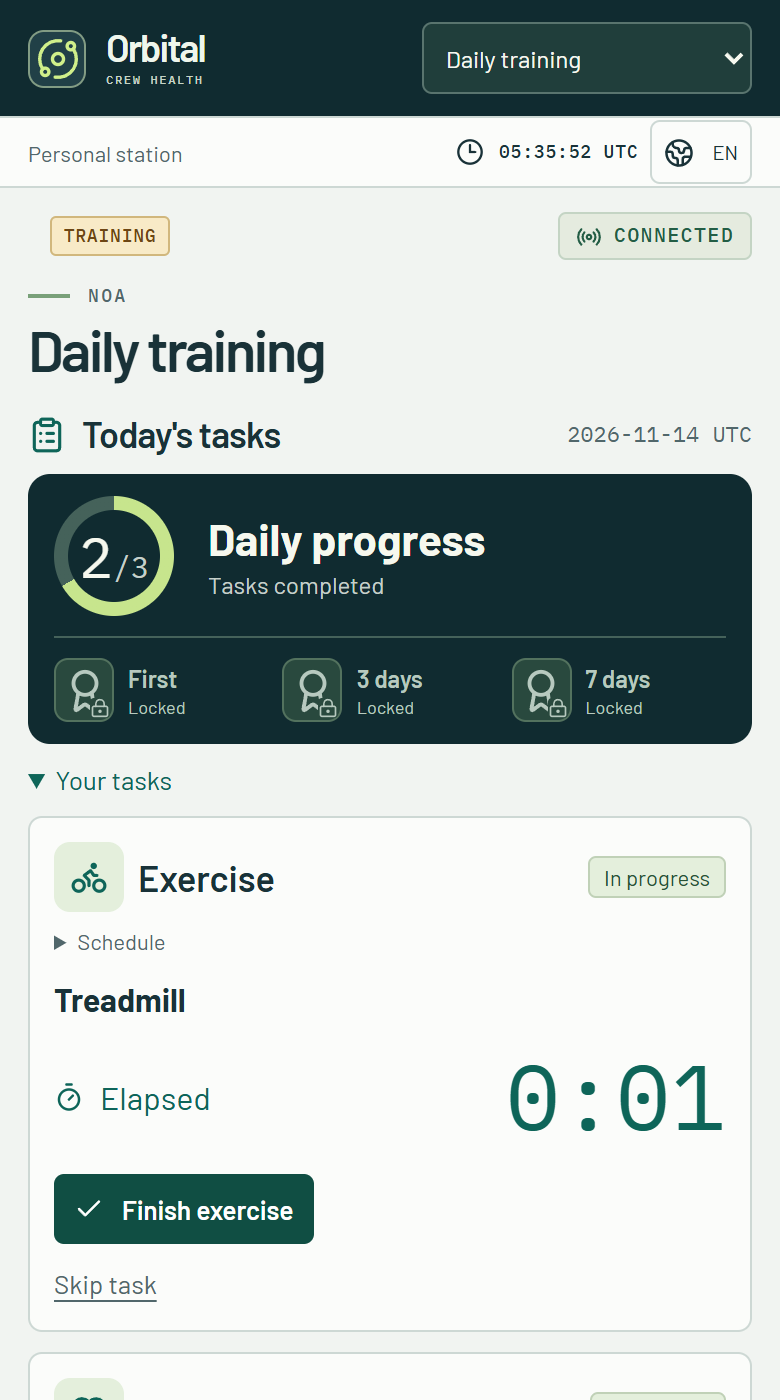 Orbital
CREW HEALTH
Daily training
Personal station
05:35:52 UTC
EN
TRAINING
CONNECTED
NOA
Daily training
Today's tasks
2026-11-14 UTC
2/3
Daily progress
Tasks completed
First
Locked
3 days
Locked
7 days
Locked
Your tasks
Exercise
In progress
Schedule
Treadmill
Elapsed
0:01
Finish exercise
Skip task